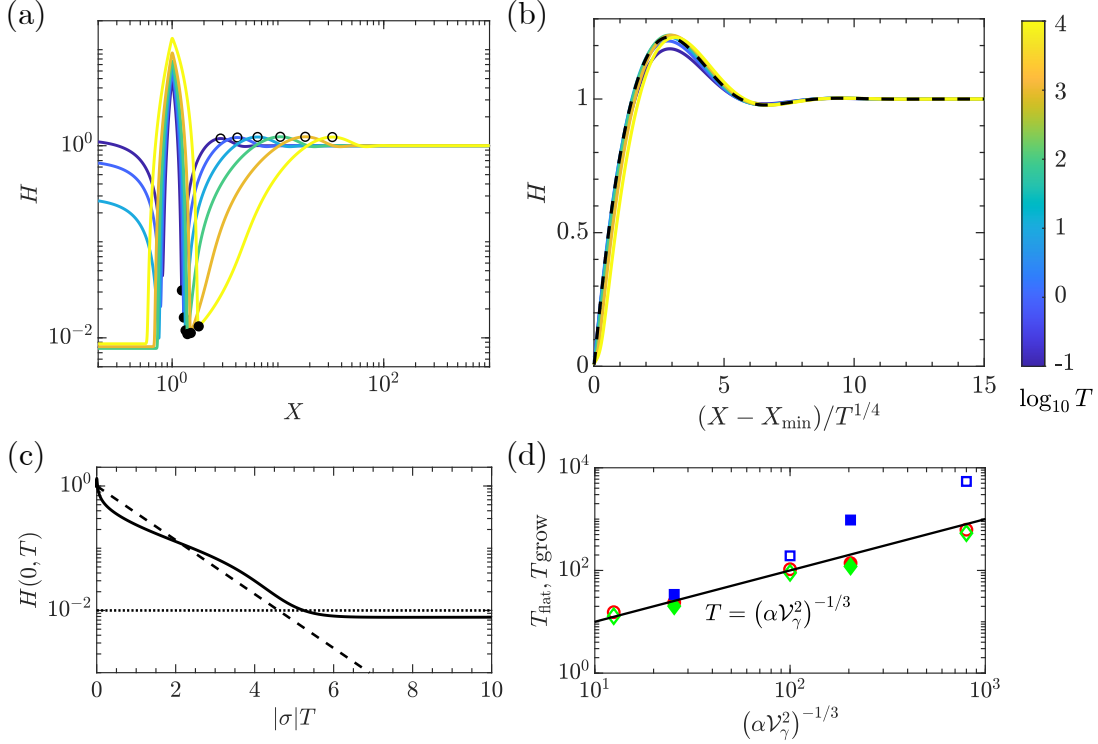 (a)
H
10^0
10^{-2}
10^0
10^2
X
(b)
H
1
0.5
0
0
5
10
15
(X − X_min)/T^{1/4}
4
3
2
1
0
-1
log_10 T
(c)
H(0, T)
10^0
10^{-2}
0
2
4
6
8
10
|σ|T
(d)
T_flat, T grow
10^4
10^2
10^0
10^1
10^2
10^3
T = (α𝒱_γ^2)^{-1/3}
(α𝒱_γ^2)^{-1/3}